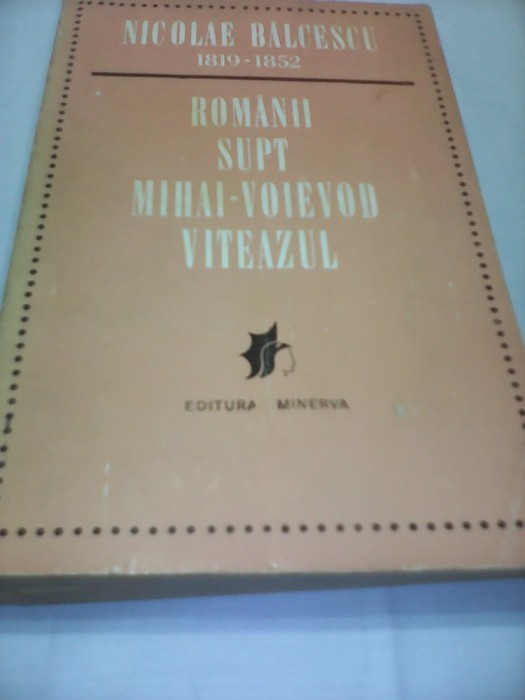 NICOLAE BĂLCESCU
1819-1852
ROMÂNII
SUPT
MIHAI-VOIEVOD
VITEAZUL
EDITURA MINERVA